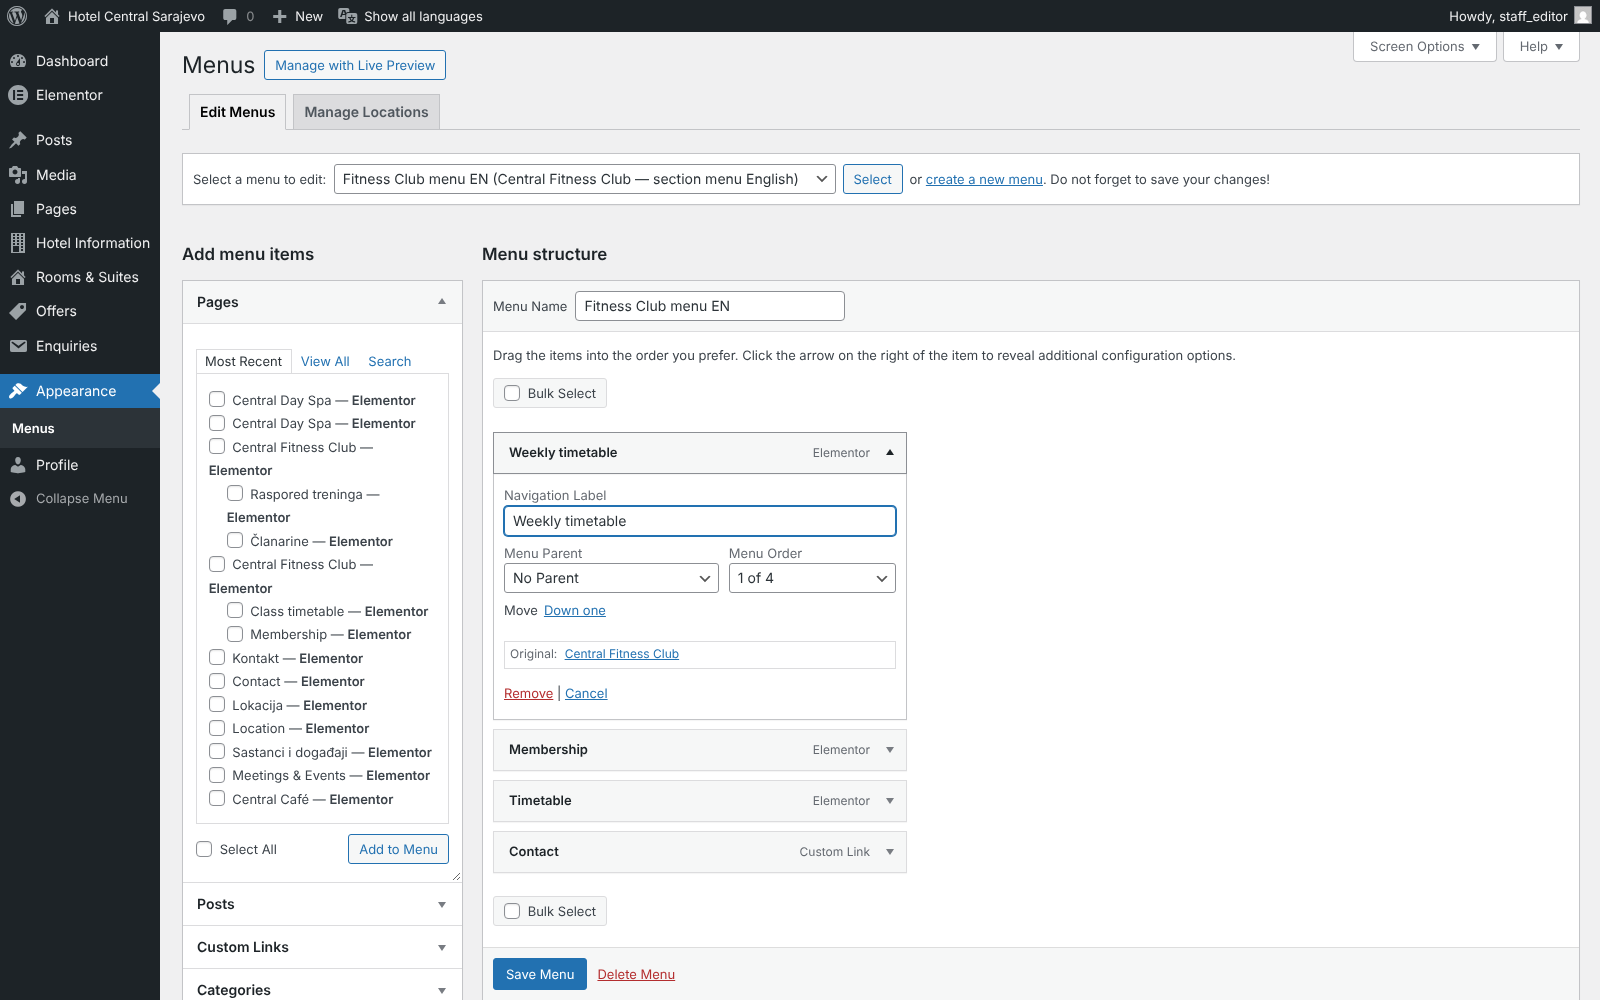 Hotel Central Sarajevo
0
New
Show all languages
Howdy, staff_editor
Dashboard
Elementor
Posts
Media
Pages
Hotel Information
Rooms & Suites
Offers
Enquiries
Appearance
Menus
Profile
Collapse Menu
Menus
Manage with Live Preview
Screen Options
Help
Edit Menus
Manage Locations
Select a menu to edit:
Fitness Club menu EN (Central Fitness Club — section menu English)
Select
or create a new menu. Do not forget to save your changes!
Add menu items
Pages
Most Recent
View All
Search
Central Day Spa — Elementor
Central Day Spa — Elementor
Central Fitness Club —
Elementor
Raspored treninga —
Elementor
Članarine — Elementor
Central Fitness Club —
Elementor
Class timetable — Elementor
Membership — Elementor
Kontakt — Elementor
Contact — Elementor
Lokacija — Elementor
Location — Elementor
Sastanci i događaji — Elementor
Meetings & Events — Elementor
Central Café — Elementor
Select All
Add to Menu
Posts
Custom Links
Categories
Menu structure
Menu Name
Fitness Club menu EN
Drag the items into the order you prefer. Click the arrow on the right of the item to reveal additional configuration options.
Bulk Select
Weekly timetable
Elementor
Navigation Label
Weekly timetable
Menu Parent
Menu Order
No Parent
1 of 4
Move Down one
Original: Central Fitness Club
Remove | Cancel
Membership
Elementor
Timetable
Elementor
Contact
Custom Link
Bulk Select
Save Menu
Delete Menu